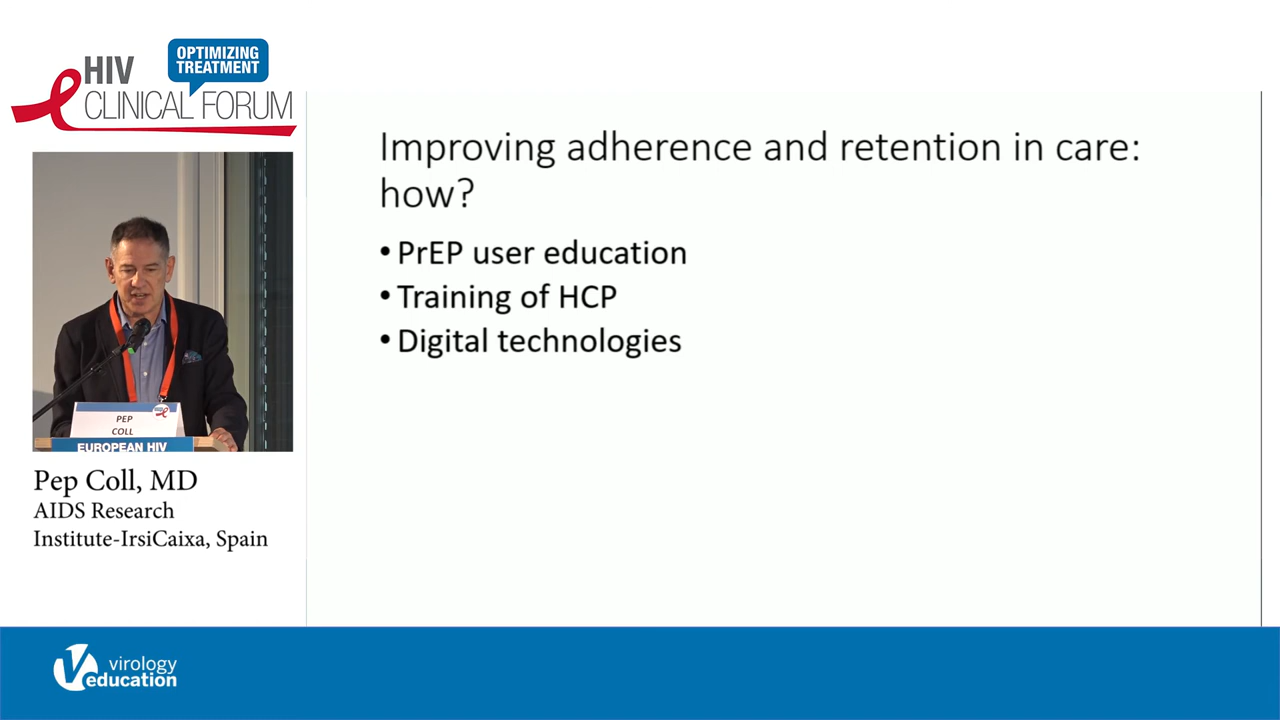 OPTIMIZING
TREATMENT
HIV
CLINICAL FORUM
Improving adherence and retention in care:
how?
• PrEP user education
• Training of HCP
• Digital technologies
PEP
COLL
EUROPEAN HIV
Pep Coll, MD
AIDS Research
Institute-IrsiCaixa, Spain
virology
education